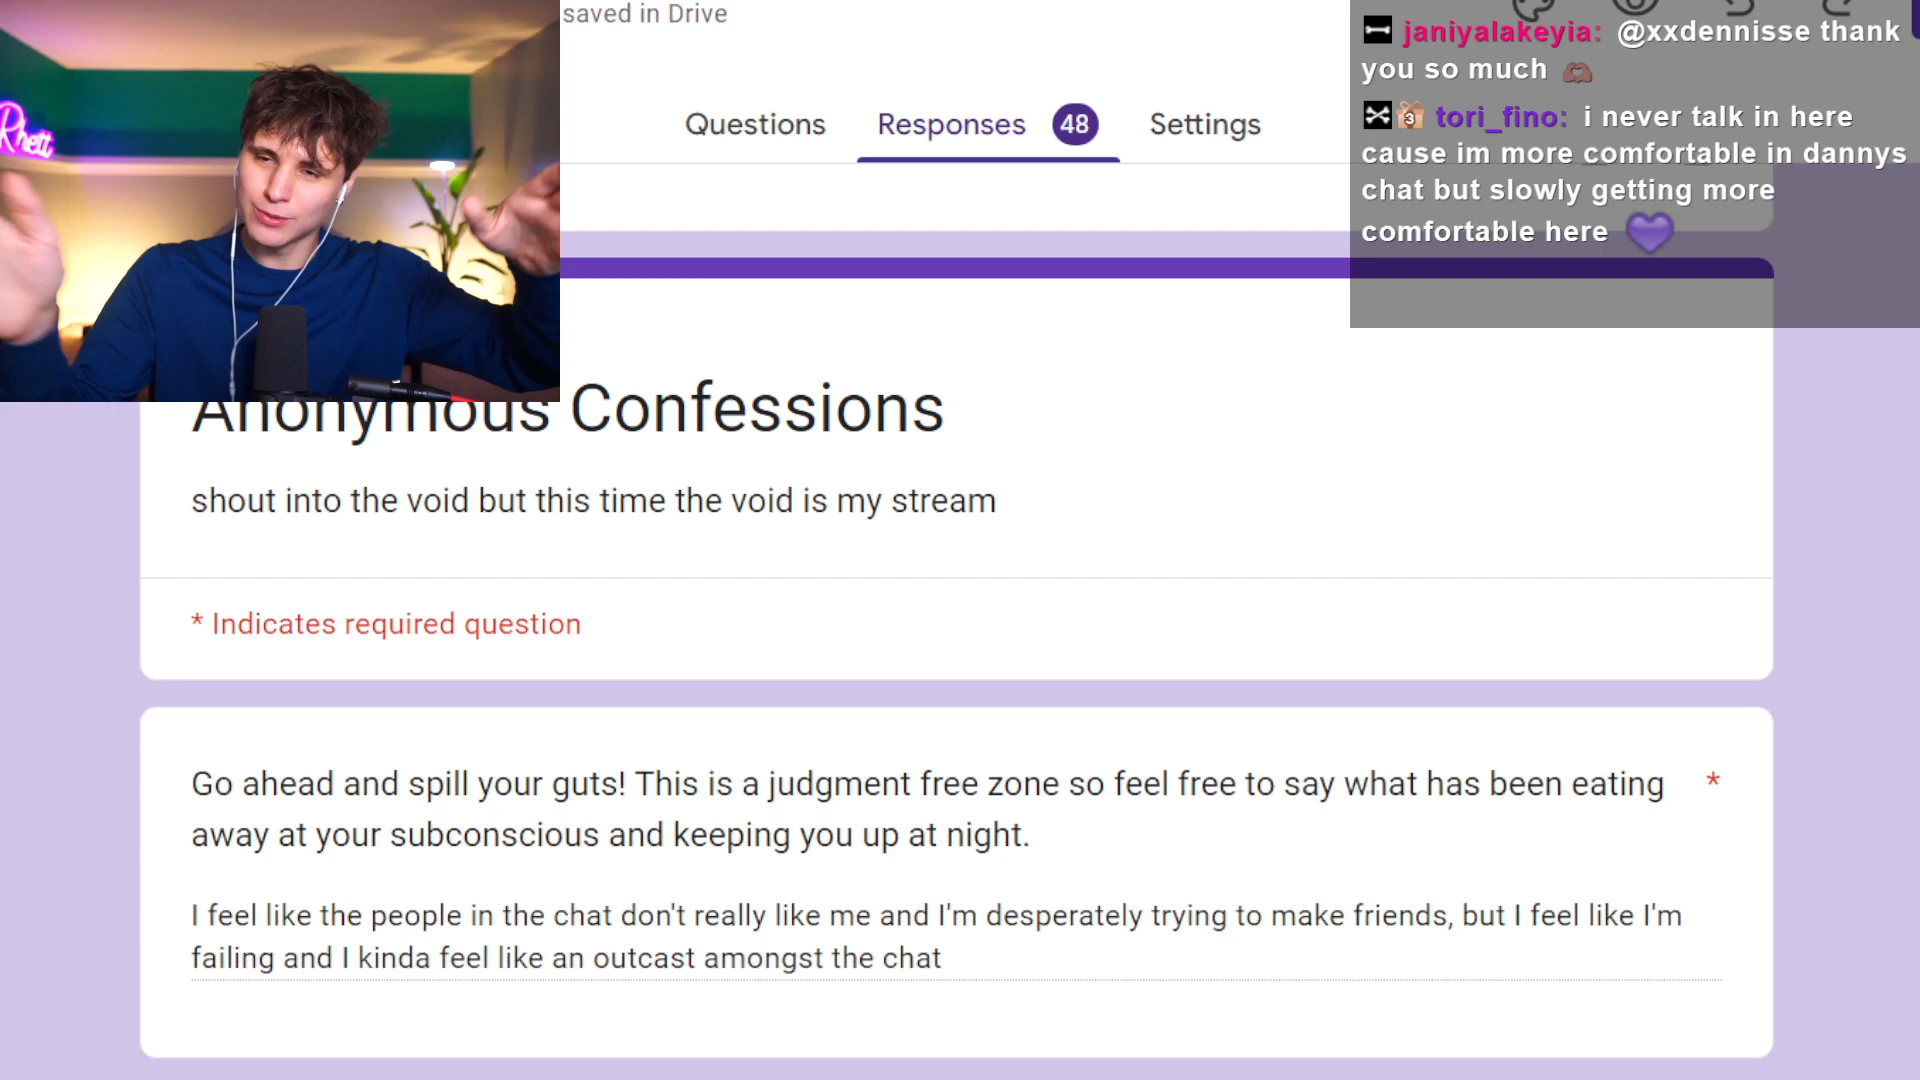 saved in Drive
Rhett
Questions
Responses 48
Settings
janiyalakeyia: @xxdennisse thank
you so much
3 tori_fino: i never talk in here
cause im more comfortable in dannys
chat but slowly getting more
comfortable here
Anonymous Confessions
shout into the void but this time the void is my stream
* Indicates required question
Go ahead and spill your guts! This is a judgment free zone so feel free to say what has been eating *
away at your subconscious and keeping you up at night.
I feel like the people in the chat don't really like me and I'm desperately trying to make friends, but I feel like I'm
failing and I kinda feel like an outcast amongst the chat